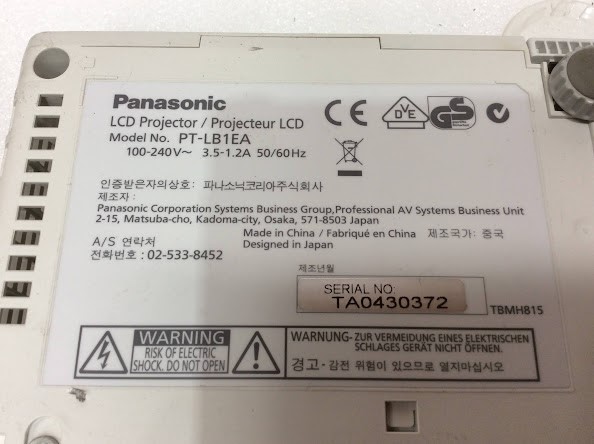 Panasonic
LCD Projector / Projecteur LCD
Model No. PT-LB1EA
100-240V~ 3.5-1.2A 50/60Hz
CE
VDE
GS
인증받은자의상호: 파나소닉코리아주식회사
제조자:
Panasonic Corporation Systems Business Group,Professional AV Systems Business Unit
2-15, Matsuba-cho, Kadoma-city, Osaka, 571-8503 Japan
Made in China / Fabriqué en China 제조국가: 중국
A/S 연락처
Designed in Japan
전화번호: 02-533-8452
제조년월
SERIAL NO:
TA0430372
TBMH815
WARNING
RISK OF ELECTRIC
SHOCK. DO NOT OPEN
WARNUNG-ZUR VERMEIDUNG EINES ELEKTRISCHEN
SCHLAGES GERÄT NICHT ÖFFNEN.
경고-감전 위험이 있으므로 열지마십시오